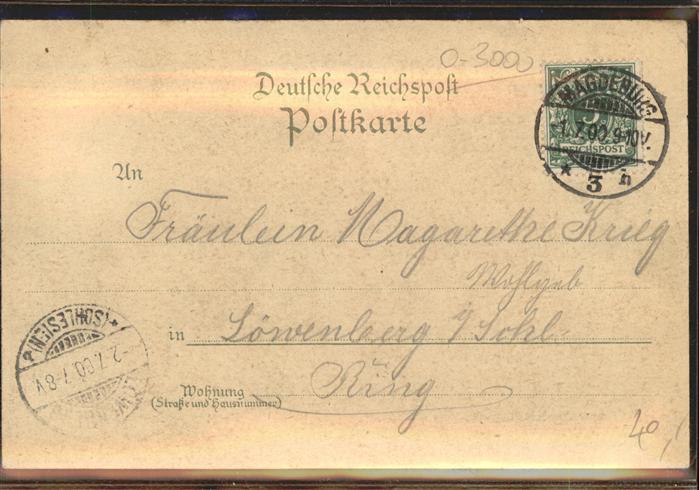 0-3000
Deutsche Reichspost
Postkarte
MAGDEBURG
5
1.7.00.9-10V.
REICHSPOST
* 3 h
An
Fräulein Magarethe Krieg
Wohlgeb
in Löwenberg i/Schl.
Ring
Wohnung
(Straße und Hausnummer)
(SCHLESIEN)
2.7.00.7-8V.